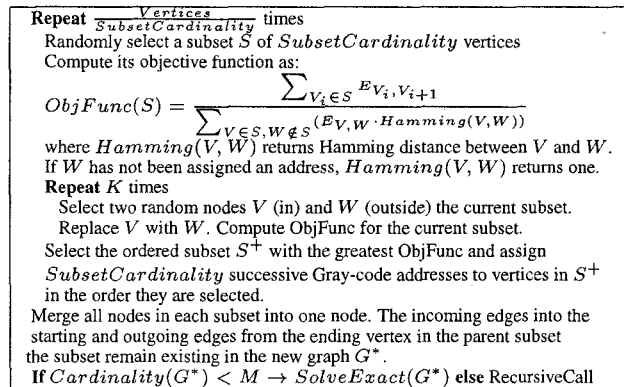 Repeat Vertices / SubsetCardinality times
Randomly select a subset S of SubsetCardinality vertices
Compute its objective function as:
ObjFunc(S) = ∑_{V_i∈S} E_{V_i,V_{i+1}} / ∑_{V∈S,W∉S} (E_{V,W}·Hamming(V,W))
where Hamming(V, W) returns Hamming distance between V and W.
If W has not been assigned an address, Hamming(V, W) returns one.
Repeat K times
Select two random nodes V (in) and W (outside) the current subset.
Replace V with W. Compute ObjFunc for the current subset.
Select the ordered subset S⁺ with the greatest ObjFunc and assign
SubsetCardinality successive Gray-code addresses to vertices in S⁺
in the order they are selected.
Merge all nodes in each subset into one node. The incoming edges into the
starting and outgoing edges from the ending vertex in the parent subset
the subset remain existing in the new graph G*.
If Cardinality(G*) < M → SolveExact(G*) else RecursiveCall